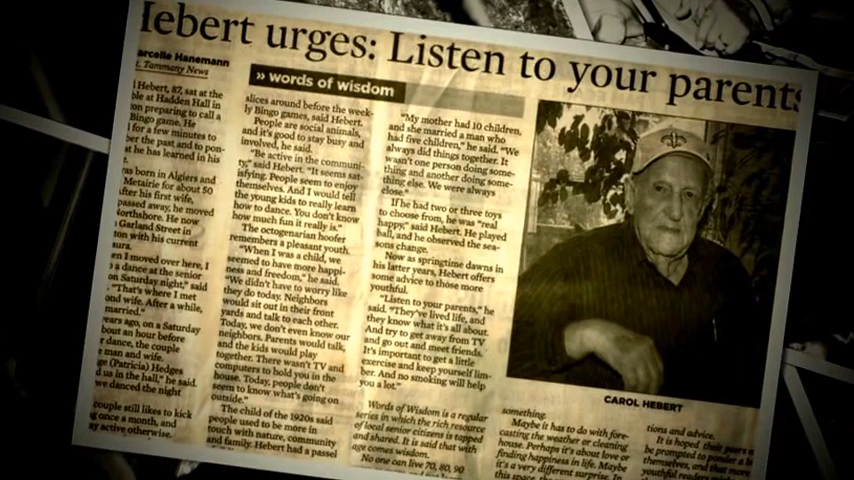 Hebert urges: Listen to your parents
arcelle Hanemann
t. Tammany News
» words of wisdom
Hebert, 87, sat at the
ble at Hadden Hall in
on preparing to call a
Bingo game. He
for a few minutes to
ber the past and to pon-
t he has learned in his
as born in Algiers and
Metairie for about 50
fter his first wife,
passed away, he moved
orthshore. He now
Garland Street in
ton with his current
aura.
en I moved over here, I
o a dance at the senior
on Saturday night," said
"That's where I met
ond wife. After a while,
married."
ears ago, on a Saturday
bout an hour before
r dance, the couple
man and wife.
ge (Patricia) Hedges
d us in the hall," he said.
we danced the night
couple still likes to kick
g once a month, and
ay active otherwise.
slices around before the week-
ly Bingo games, said Hebert.
People are social animals,
and it's good to stay busy and
involved, he said.
"Be active in the communi-
ty," said Hebert. "It seems sat-
isfying. People seem to enjoy
themselves. And I would tell
the young kids to really learn
how to dance. You don't know
how much fun it really is."
The octogenarian hoofer
remembers a pleasant youth.
"When I was a child, we
seemed to have more happi-
ness and freedom," he said.
"We didn't have to worry like
they do today. Neighbors
would sit out in their front
yards and talk to each other.
Today, we don't even know our
neighbors. Parents would talk,
and the kids would play
together. There wasn't TV and
computers to hold you in the
house. Today, people don't
seem to know what's going on
outside."
The child of the 1920s said
people used to be more in
touch with nature, community
and family. Hebert had a passel
"My mother had 10 children,
and she married a man who
had five children," he said. "We
always did things together. It
wasn't one person doing some-
thing and another doing some-
thing else. We were always
close."
If he had two or three toys
to choose from, he was "real
happy," said Hebert. He played
ball, and he observed the sea-
sons change.
Now as springtime dawns in
his latter years, Hebert offers
some advice to those more
youthful.
"Listen to your parents," he
said. "They've lived life, and
they know what it's all about.
And try to get away from TV
and go out and meet friends.
It's important to get a little
exercise and keep yourself lim-
ber. And no smoking will help
you a lot."
Words of Wisdom is a regular
series in which the rich resource
of local senior citizens is tapped
and shared. It is said that with
age comes wisdom.
No one can live 70, 80, 90
CAROL HEBERT
something.
Maybe it has to do with fore-
casting the weather or cleaning
house. Perhaps it's about love or
finding happiness in life. Maybe
it's a very different surprise. In
this space
tions and advice.
It is hoped their peers
be prompted to ponder
themselves, and that more
youthful readers